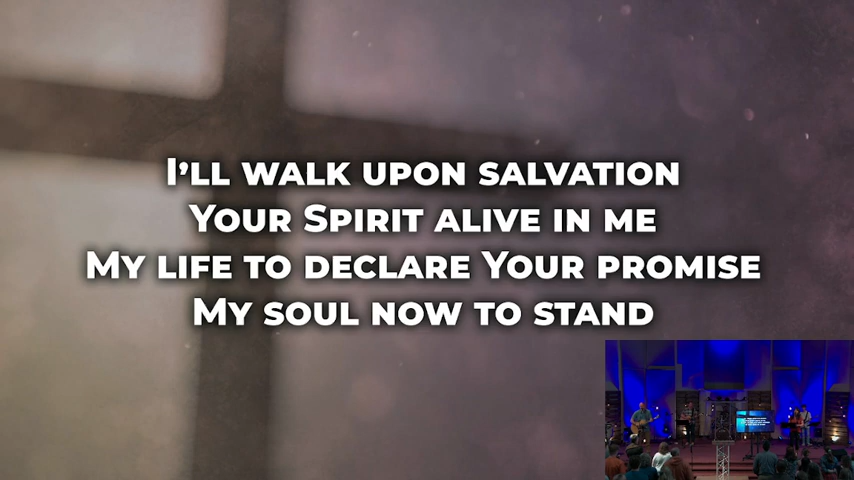 I'll walk upon salvation
Your Spirit alive in me
My life to declare Your promise
My soul now to stand